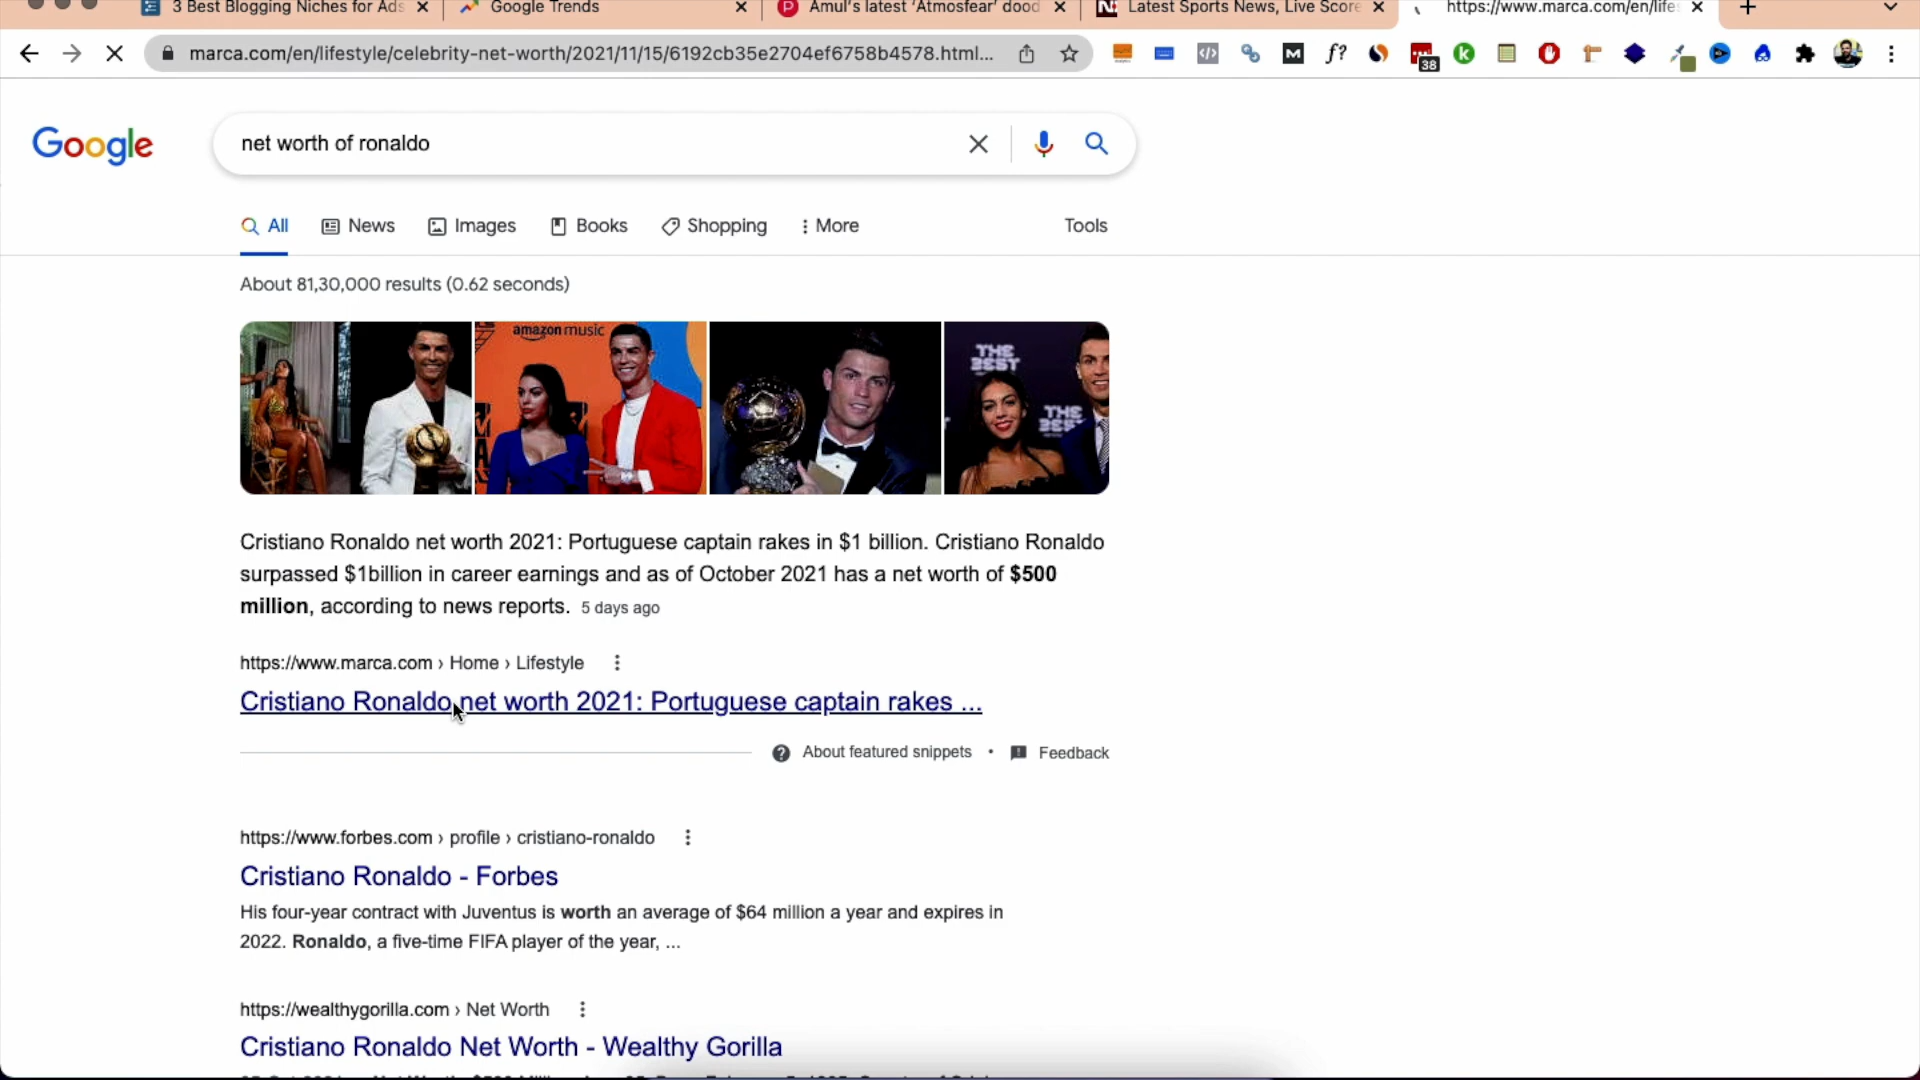 3 Best Blogging Niches for Ads
Google Trends
Amul's latest 'Atmosfear' dood
Latest Sports News, Live Score
https://www.marca.com/en/life
marca.com/en/lifestyle/celebrity-net-worth/2021/11/15/6192cb35e2704ef6758b4578.html...
38
Google
net worth of ronaldo
All
News
Images
Books
Shopping
More
Tools
About 81,30,000 results (0.62 seconds)
amazon music
THE BEST
THE BEST
Cristiano Ronaldo net worth 2021: Portuguese captain rakes in $1 billion. Cristiano Ronaldo
surpassed $1billion in career earnings and as of October 2021 has a net worth of $500
million, according to news reports. 5 days ago
https://www.marca.com › Home › Lifestyle
Cristiano Ronaldo net worth 2021: Portuguese captain rakes ...
About featured snippets • Feedback
https://www.forbes.com › profile › cristiano-ronaldo
Cristiano Ronaldo - Forbes
His four-year contract with Juventus is worth an average of $64 million a year and expires in
2022. Ronaldo, a five-time FIFA player of the year, ...
https://wealthygorilla.com › Net Worth
Cristiano Ronaldo Net Worth - Wealthy Gorilla